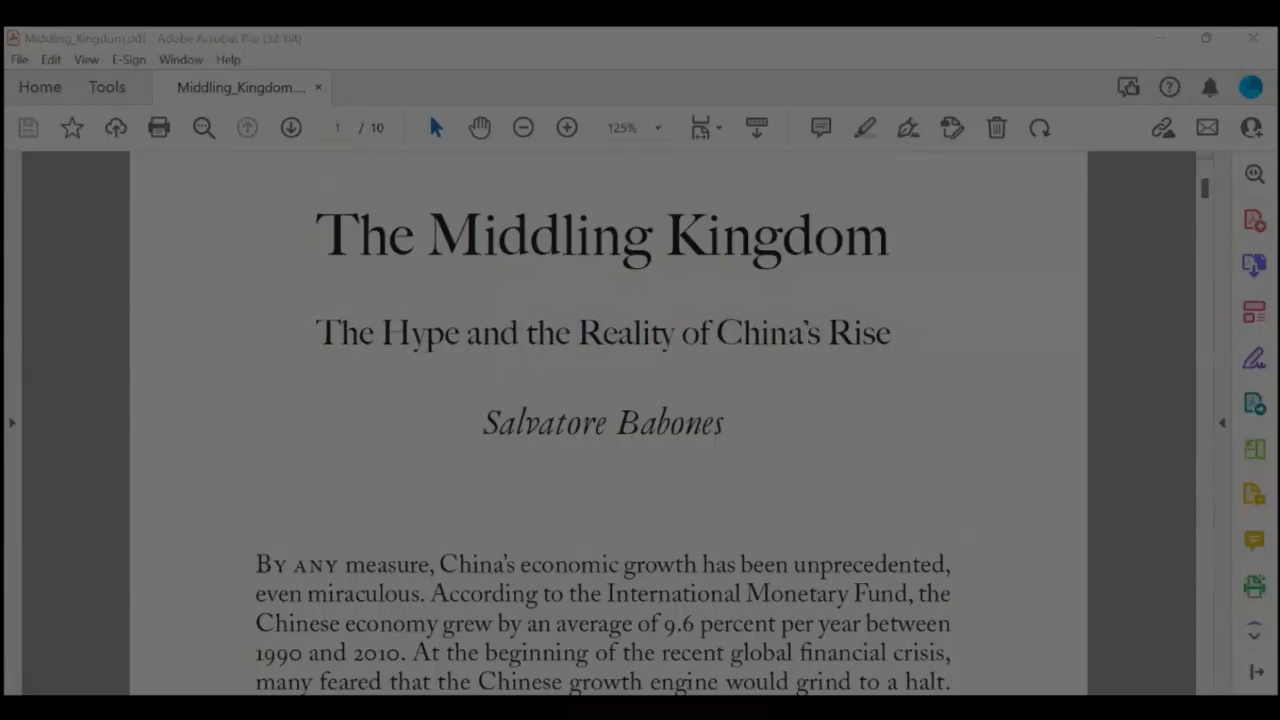 Middling_Kingdom.pdf - Adobe Acrobat Pro (32-bit)
File Edit View E-Sign Window Help
Home Tools Middling_Kingdom.... ×
1 / 10 125%
The Middling Kingdom
The Hype and the Reality of China's Rise
Salvatore Babones
BY ANY measure, China's economic growth has been unprecedented,
even miraculous. According to the International Monetary Fund, the
Chinese economy grew by an average of 9.6 percent per year between
1990 and 2010. At the beginning of the recent global financial crisis,
many feared that the Chinese growth engine would grind to a halt.